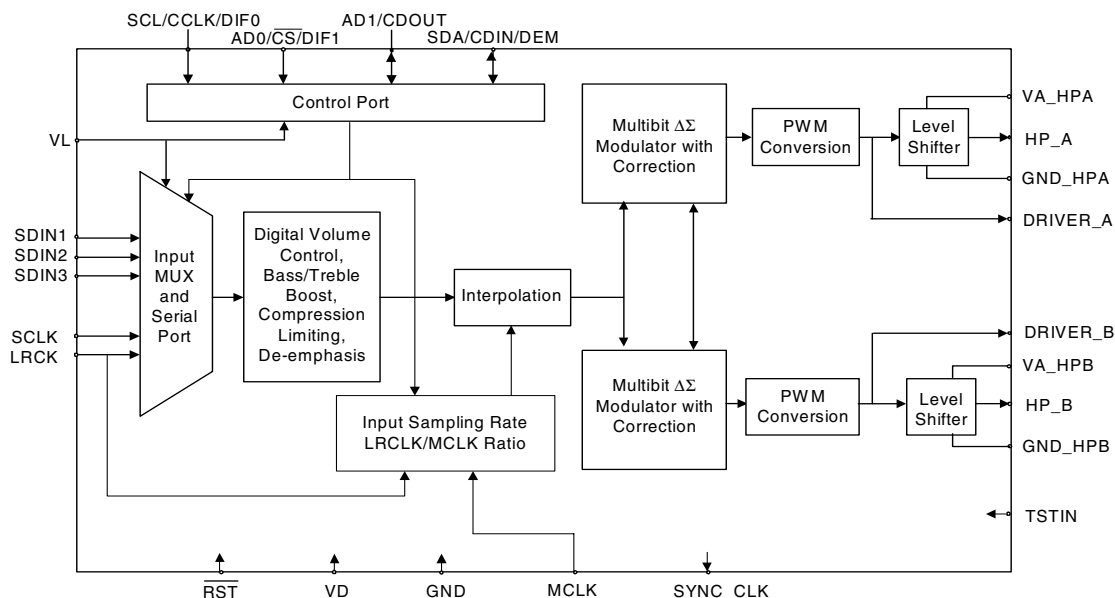 SCL/CCLK/DIF0
AD0/CS/DIF1
AD1/CDOUT
SDA/CDIN/DEM
Control Port
VL
SDIN1
SDIN2
SDIN3
SCLK
LRCK
Input
MUX
and
Serial
Port
Digital Volume
Control,
Bass/Treble
Boost,
Compression
Limiting,
De-emphasis
Interpolation
Input Sampling Rate
LRCLK/MCLK Ratio
Multibit ΔΣ
Modulator with
Correction
PWM
Conversion
Level
Shifter
VA_HPA
HP_A
GND_HPA
DRIVER_A
Multibit ΔΣ
Modulator with
Correction
PWM
Conversion
Level
Shifter
DRIVER_B
VA_HPB
HP_B
GND_HPB
TSTIN
RST
VD
GND
MCLK
SYNC CLK